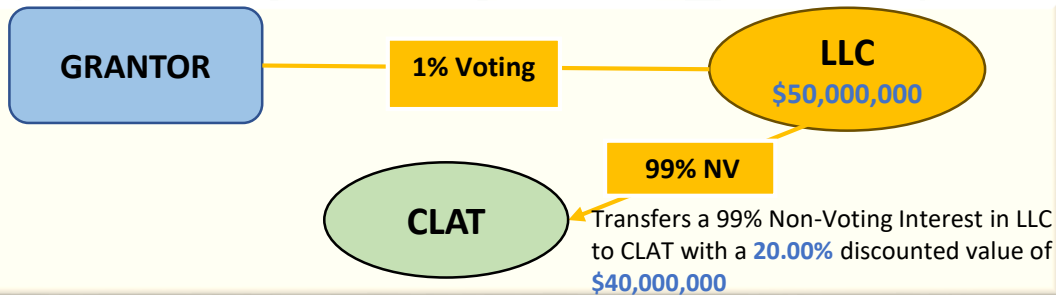 GRANTOR
1% Voting
LLC
$50,000,000
99% NV
CLAT
Transfers a 99% Non-Voting Interest in LLC
to CLAT with a 20.00% discounted value of
$40,000,000